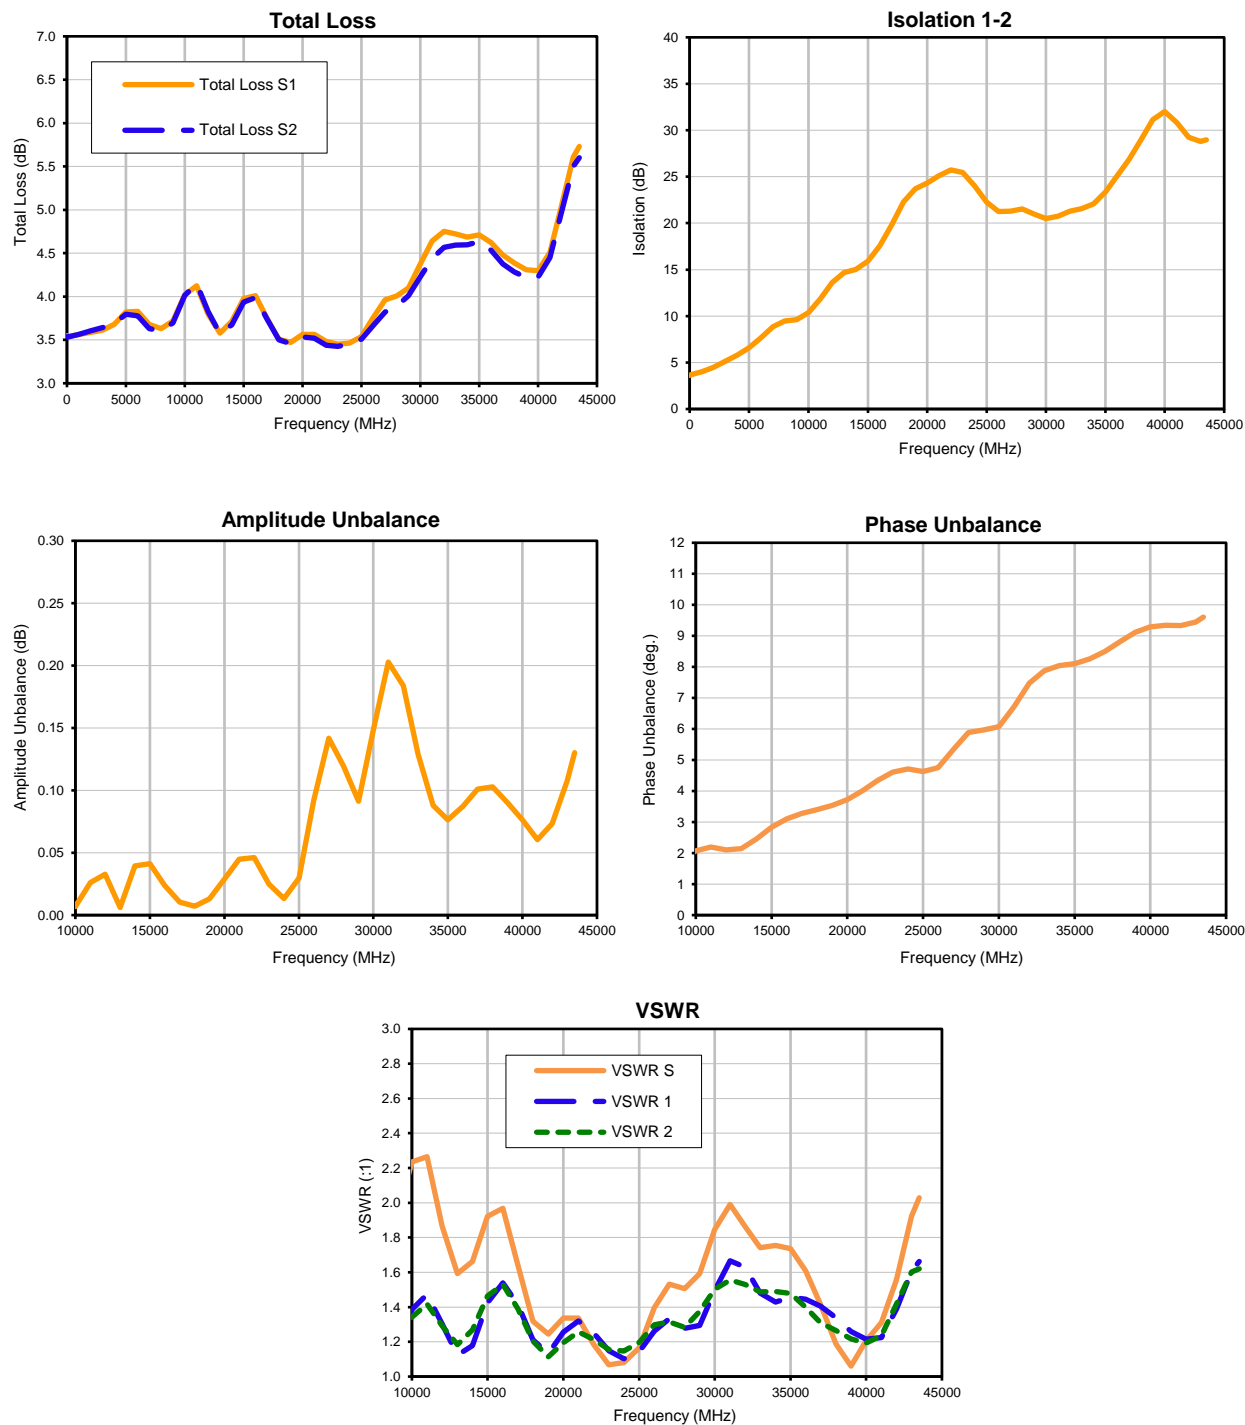 Total Loss
7.0
6.5
6.0
5.5
5.0
4.5
4.0
3.5
3.0
Total Loss (dB)
Total Loss S1
Total Loss S2
0 5000 10000 15000 20000 25000 30000 35000 40000 45000
Frequency (MHz)
Isolation 1-2
40
35
30
25
20
15
10
5
0
Isolation (dB)
0 5000 10000 15000 20000 25000 30000 35000 40000 45000
Frequency (MHz)
Amplitude Unbalance
0.30
0.25
0.20
0.15
0.10
0.05
0.00
Amplitude Unbalance (dB)
10000 15000 20000 25000 30000 35000 40000 45000
Frequency (MHz)
Phase Unbalance
12
11
10
9
8
7
6
5
4
3
2
1
0
Phase Unbalance (deg.)
10000 15000 20000 25000 30000 35000 40000 45000
Frequency (MHz)
VSWR
3.0
2.8
2.6
2.4
2.2
2.0
1.8
1.6
1.4
1.2
1.0
VSWR (:1)
VSWR S
VSWR 1
VSWR 2
10000 15000 20000 25000 30000 35000 40000 45000
Frequency (MHz)